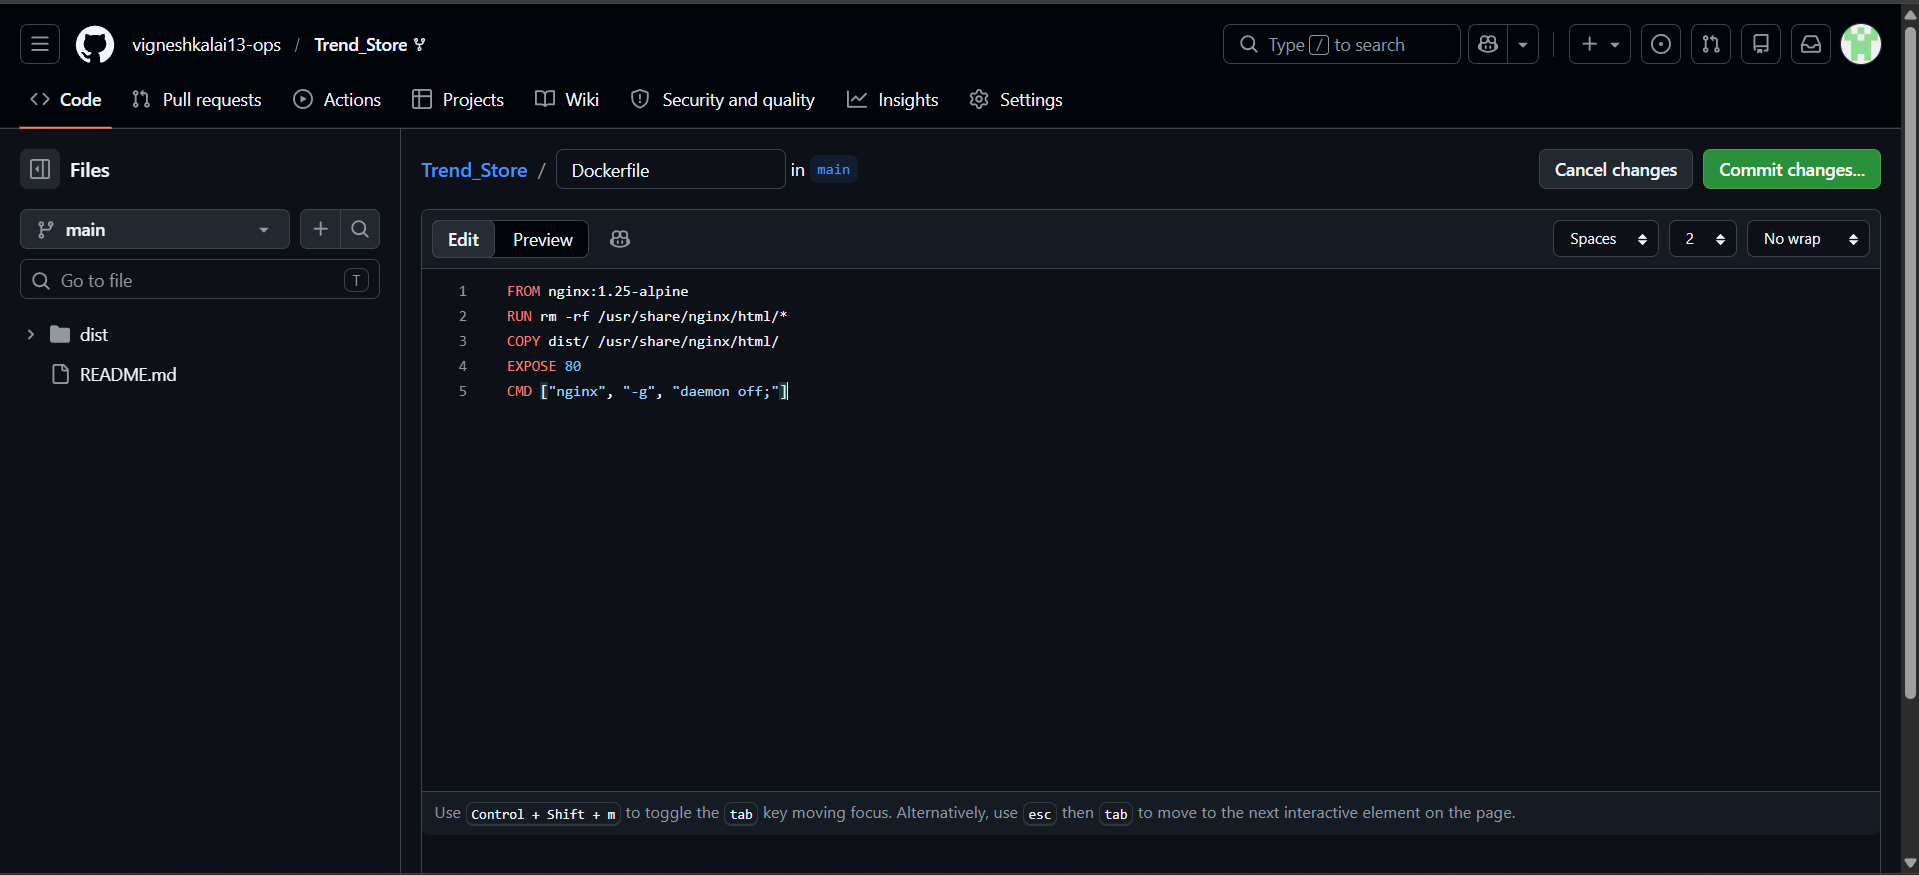 vigneshkalai13-ops / Trend_Store
Type / to search
Code
Pull requests
Actions
Projects
Wiki
Security and quality
Insights
Settings
Files
main
Go to file
T
dist
README.md
Trend_Store / Dockerfile in main
Cancel changes
Commit changes...
Edit
Preview
Spaces
2
No wrap
1 FROM nginx:1.25-alpine
2 RUN rm -rf /usr/share/nginx/html/*
3 COPY dist/ /usr/share/nginx/html/
4 EXPOSE 80
5 CMD ["nginx", "-g", "daemon off;"]
Use Control + Shift + m to toggle the tab key moving focus. Alternatively, use esc then tab to move to the next interactive element on the page.